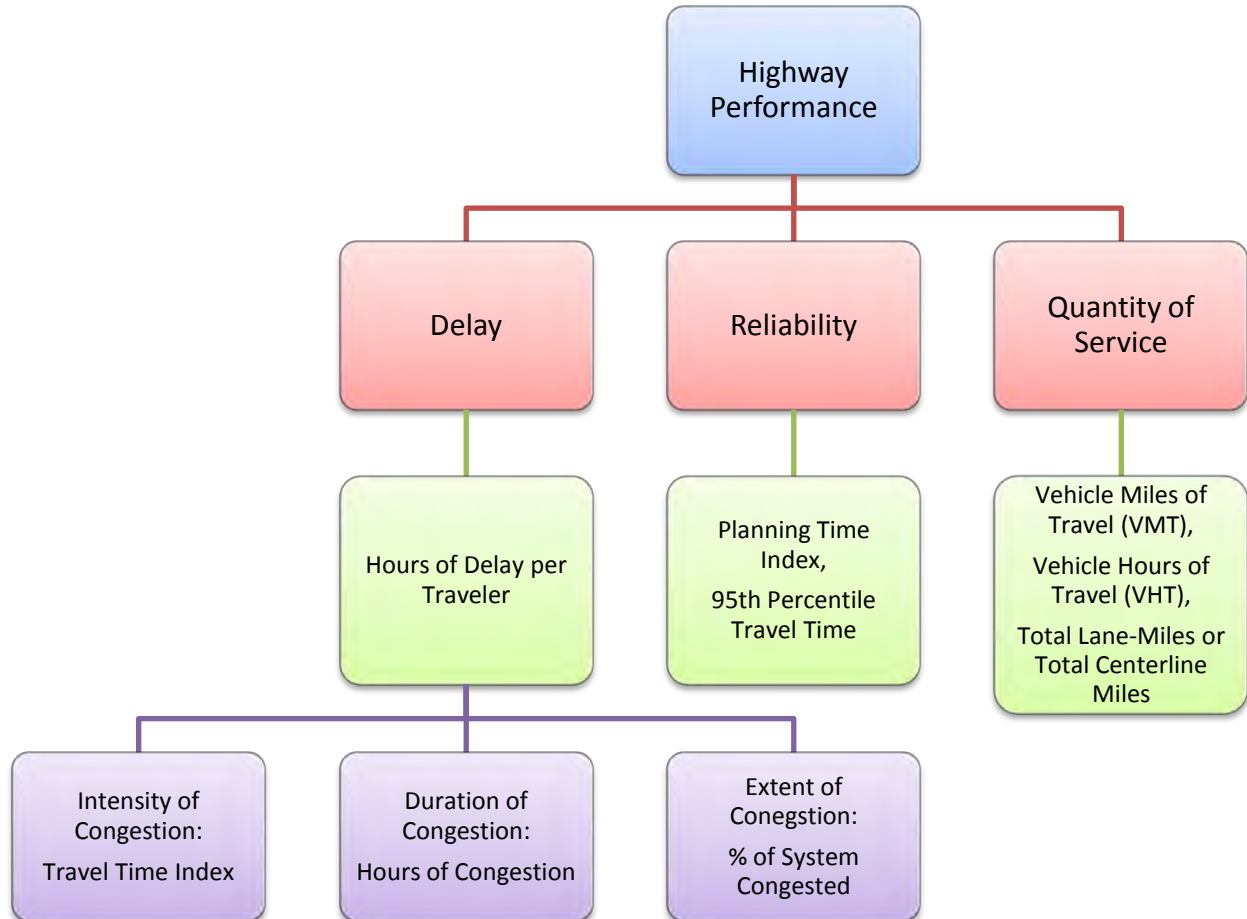 Highway
Performance
Delay
Reliability
Quantity of
Service
Hours of Delay per
Traveler
Planning Time
Index,
95th Percentile
Travel Time
Vehicle Miles of
Travel (VMT),
Vehicle Hours of
Travel (VHT),
Total Lane-Miles or
Total Centerline
Miles
Intensity of
Congestion:
Travel Time Index
Duration of
Congestion:
Hours of Congestion
Extent of
Conegstion:
% of System
Congested